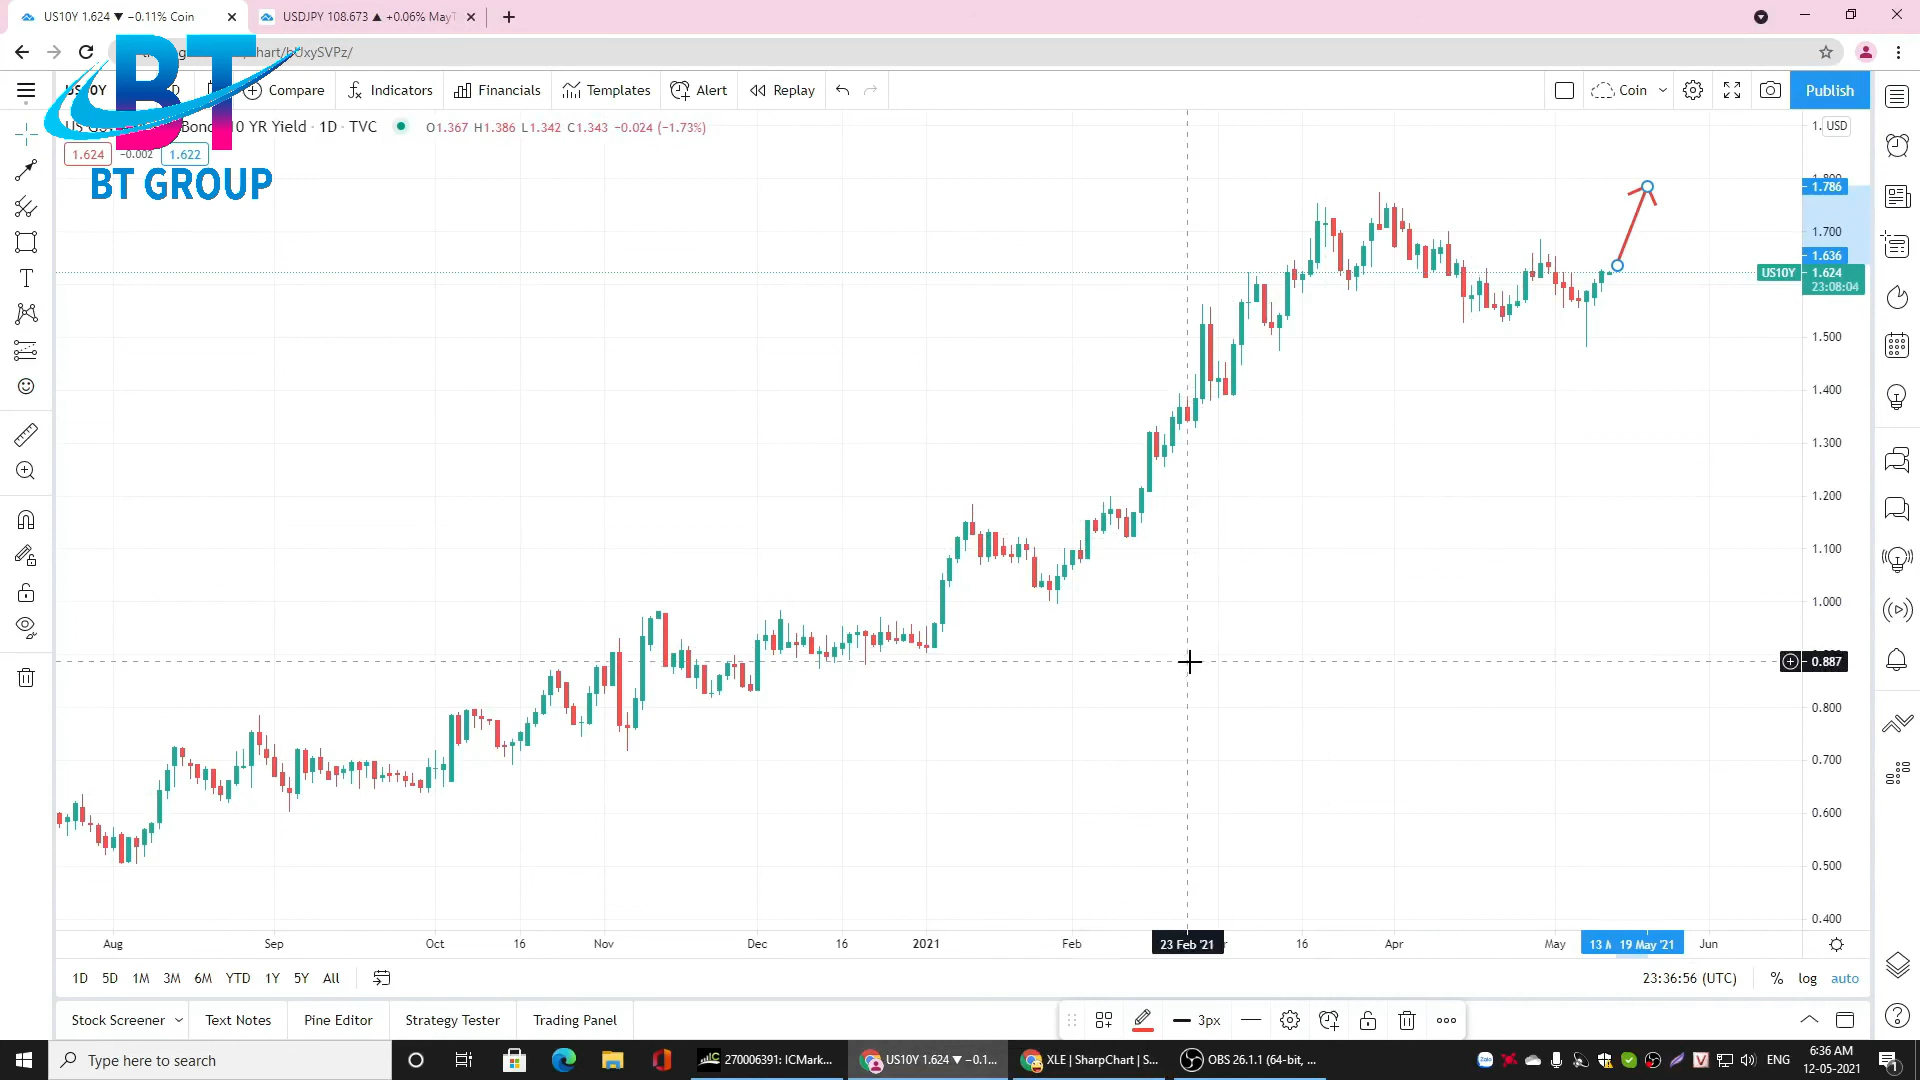 US10Y 1.624 ▼ −0.11% Coin
USDJPY 108.673 ▲ +0.06% May
hart/bUxySVPz/
BT
BT GROUP
Compare
Indicators
Financials
Templates
Alert
Replay
Coin
Publish
10 YR Yield · 1D · TVC
O1.367 H1.386 L1.342 C1.343 −0.024 (−1.73%)
1.624
−0.002
1.622
USD
1.786
1.700
1.636
US10Y 1.624
23:08:04
1.500
1.400
1.300
1.200
1.100
1.000
0.887
0.800
0.700
0.600
0.500
0.400
Aug
Sep
Oct
16
Nov
Dec
16
2021
Feb
23 Feb '21
16
Apr
May
19 May '21
Jun
1D 5D 1M 3M 6M YTD 1Y 5Y All
23:36:56 (UTC)
% log auto
Stock Screener
Text Notes
Pine Editor
Strategy Tester
Trading Panel
3px
Type here to search
270006391: ICMark...
US10Y 1.624 ▼ −0.1...
XLE | SharpChart | S...
OBS 26.1.1 (64-bit, ...
ENG
6:36 AM
12-05-2021